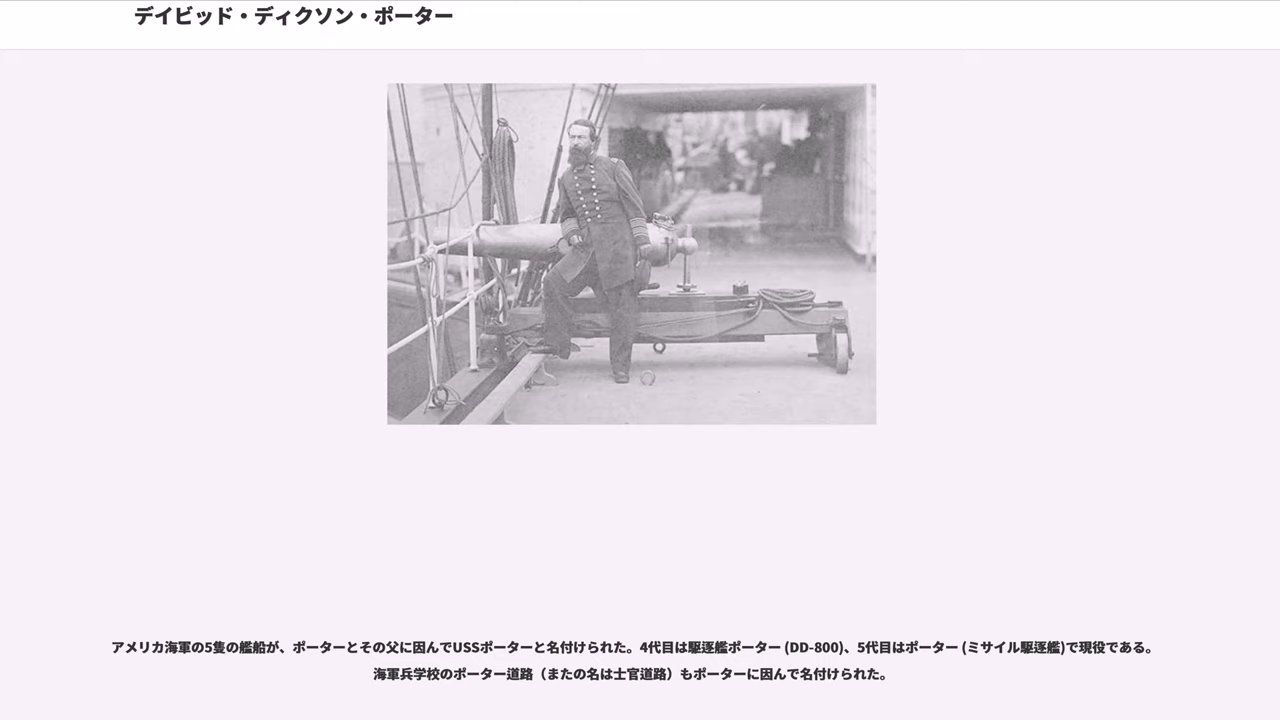 デイビッド・ディクソン・ポーター
アメリカ海軍の5隻の艦船が、ポーターとその父に因んでUSSポーターと名付けられた。4代目は駆逐艦ポーター (DD-800)、5代目はポーター (ミサイル駆逐艦)で現役である。
海軍兵学校のポーター道路（またの名は士官道路）もポーターに因んで名付けられた。